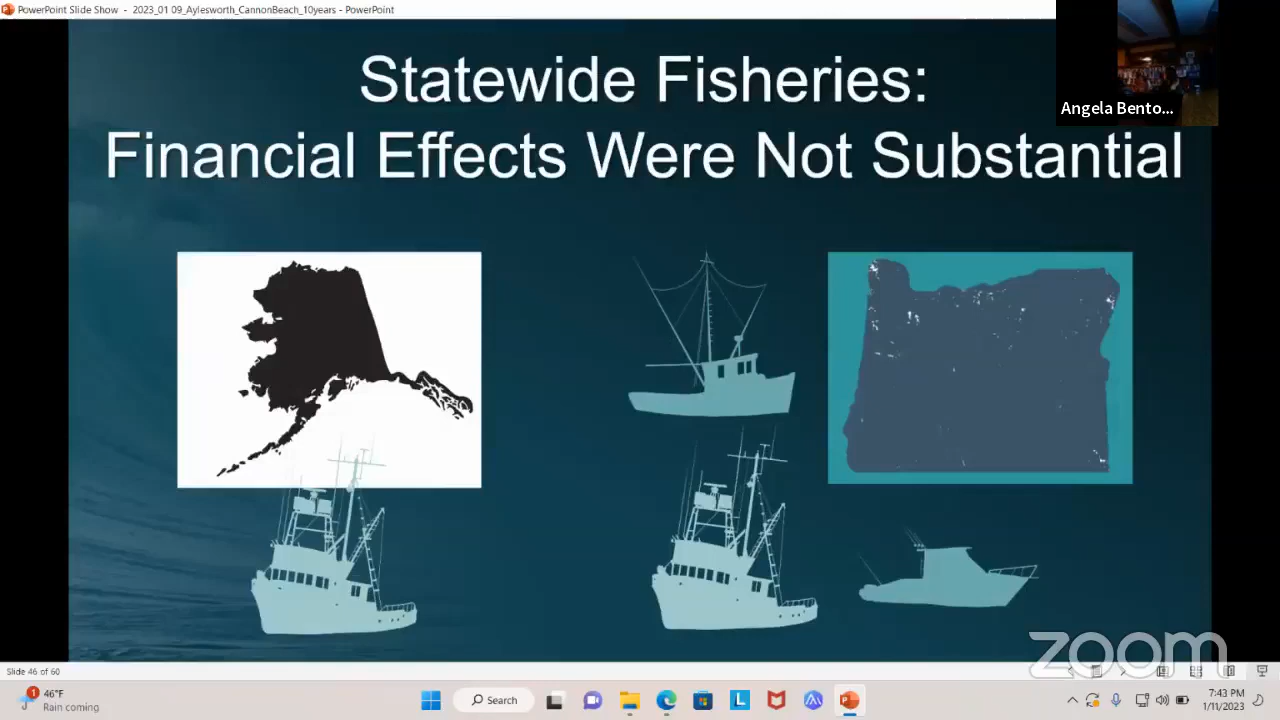 PowerPoint Slide Show - 2023_01 09_Aylesworth_CannonBeach_10years - PowerPoint
Angela Bento...
Statewide Fisheries:
Financial Effects Were Not Substantial
zoom
Slide 46 of 60
1
46°F
Rain coming
Search
L
7:43 PM
1/11/2023